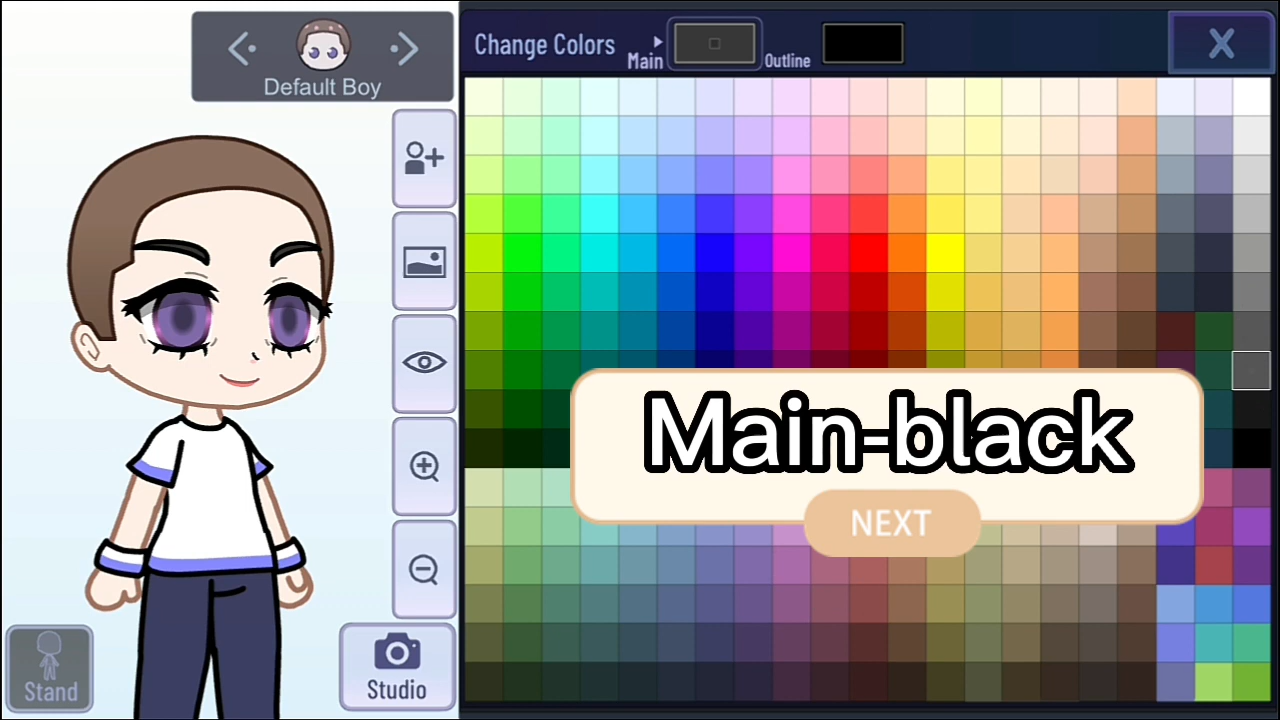 Default Boy
Change Colors
Main
Outline
X
Main-black
NEXT
Stand
Studio